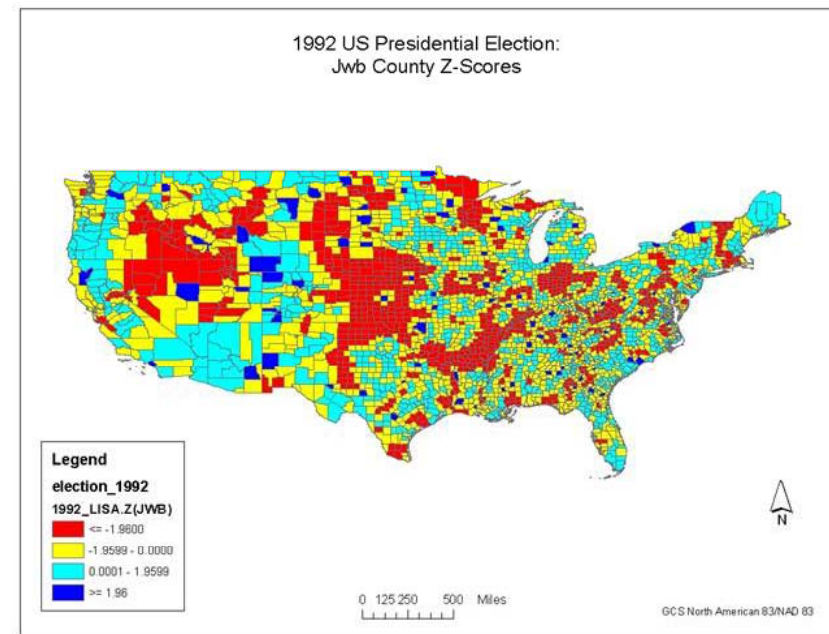 1992 US Presidential Election:
Jwb County Z-Scores
Legend
election_1992
1992_LISA.Z(JWB)
<= -1.9600
-1.9599 - 0.0000
0.0001 - 1.9599
>= 1.96
0 125 250 500 Miles
N
GCS North American 83/NAD 83